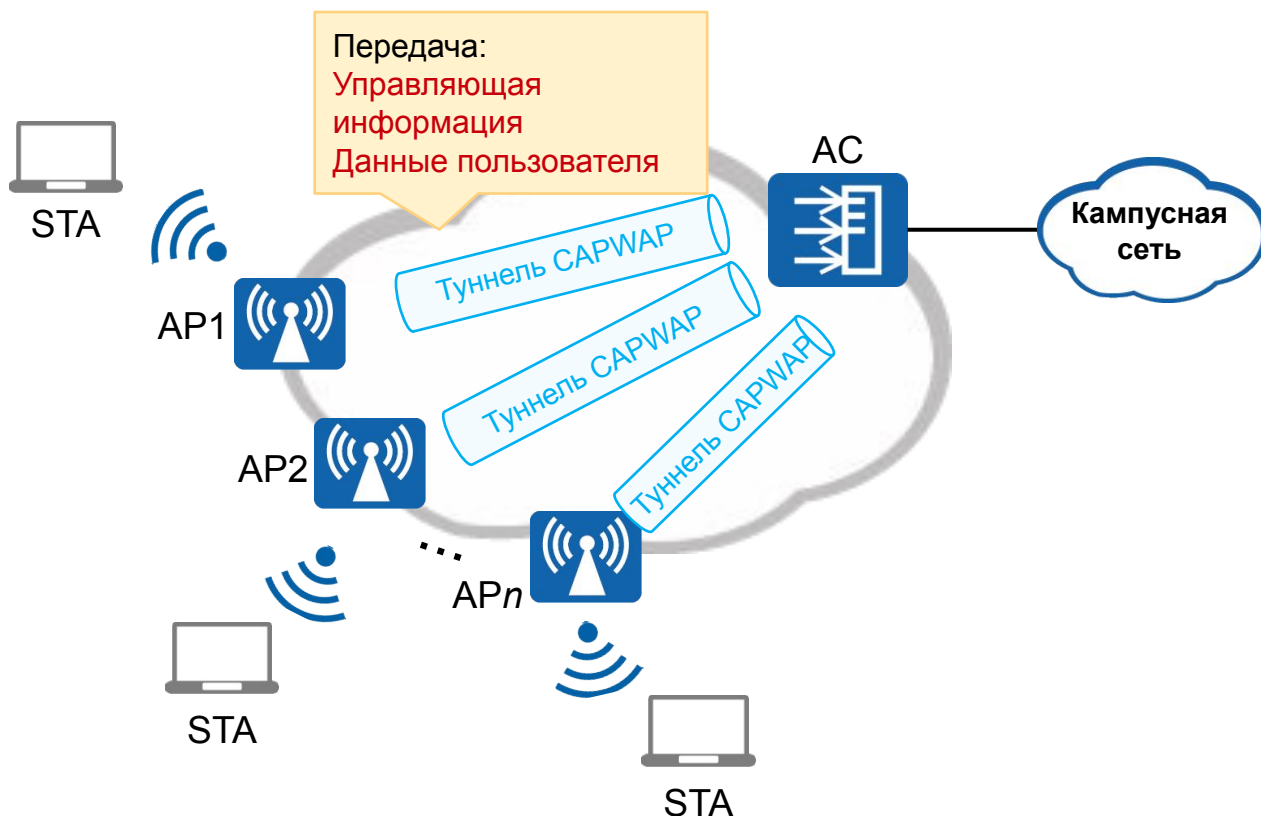 Передача:
Управляющая
информация
Данные пользователя
AC
STA
Кампусная
сеть
Туннель CAPWAP
AP1
Туннель CAPWAP
Туннель CAPWAP
AP2
...
APn
STA
STA